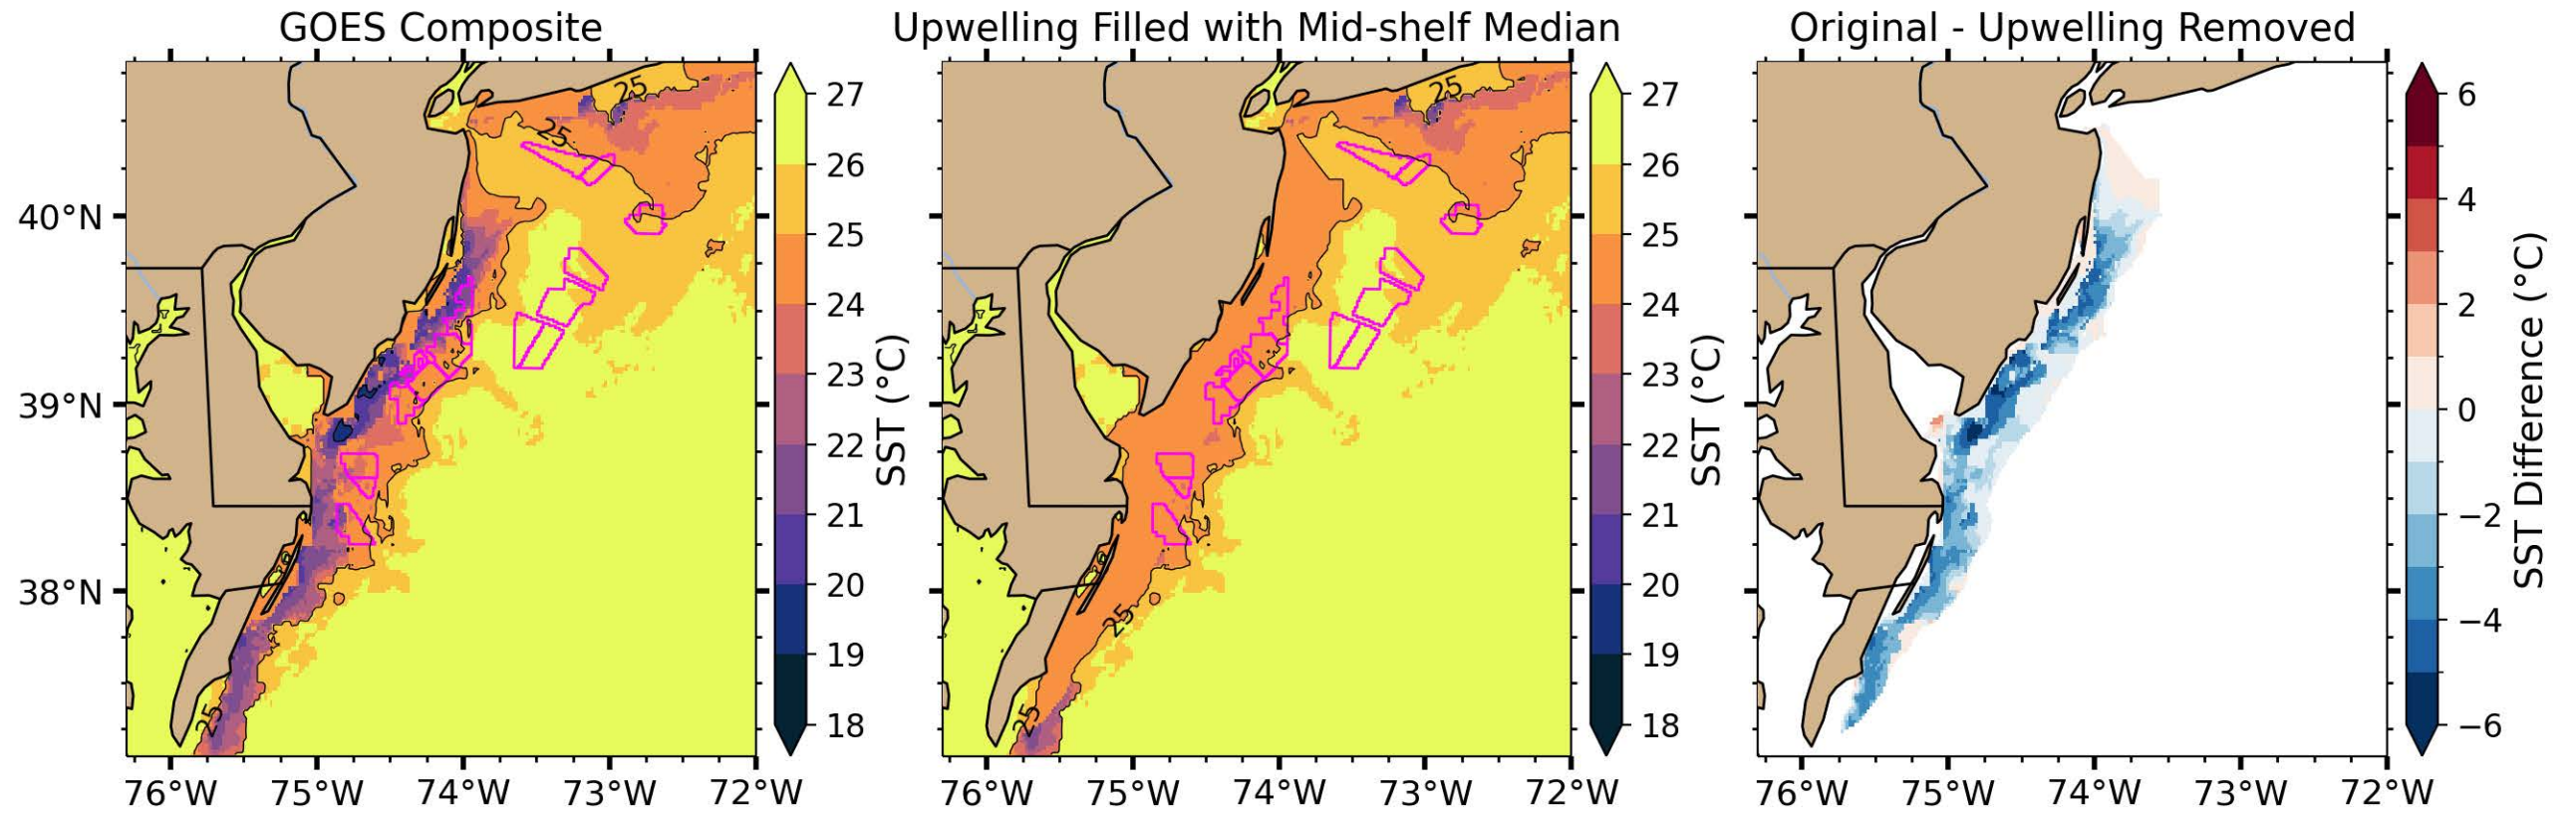 GOES Composite
Upwelling Filled with Mid-shelf Median
Original - Upwelling Removed
40°N
39°N
38°N
76°W
75°W
74°W
73°W
72°W
25
25
25
27
26
25
24
23
22
21
20
19
18
SST (°C)
76°W
75°W
74°W
73°W
72°W
25
25
25
27
26
25
24
23
22
21
20
19
18
SST (°C)
76°W
75°W
74°W
73°W
72°W
6
4
2
0
−2
−4
−6
SST Difference (°C)